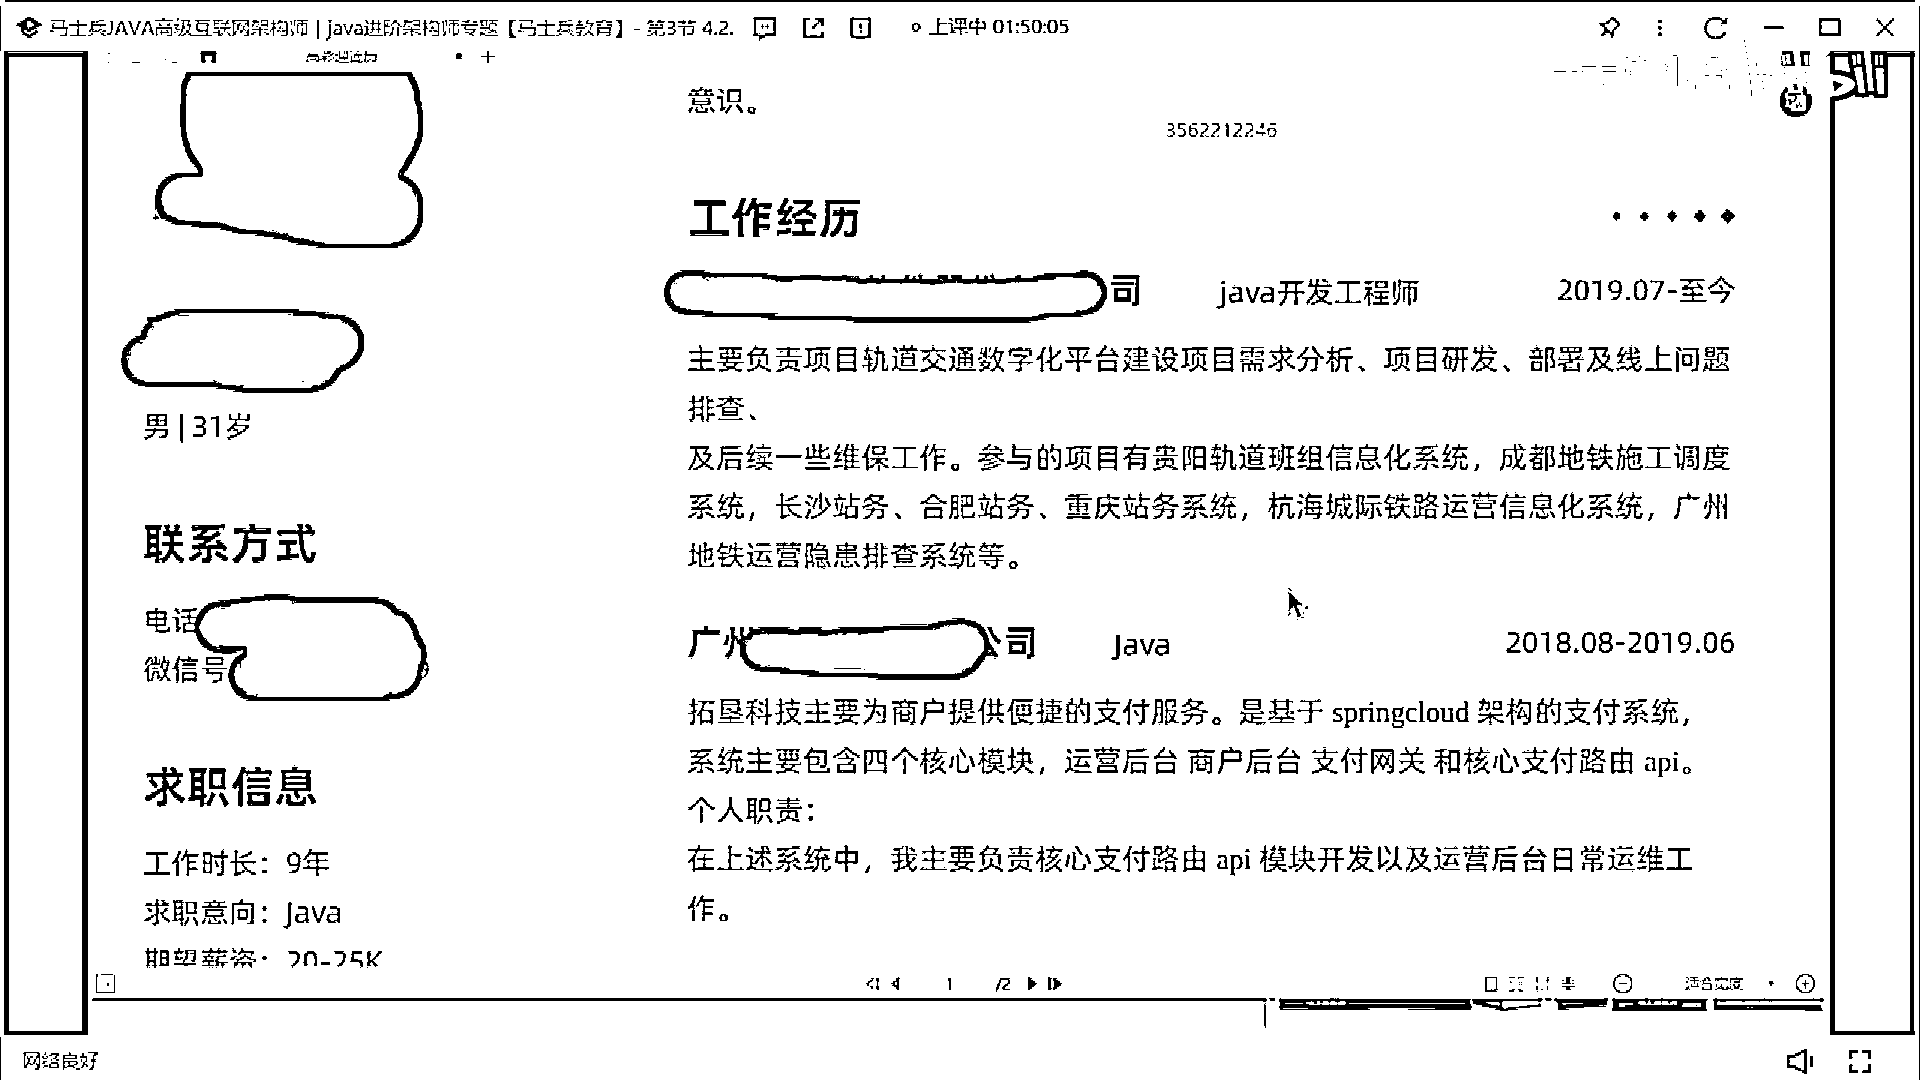 马士兵JAVA高级互联网架构师 | java进阶架构师专题【马士兵教育】- 第3节 4.2.
上课中 01:50:05
意识。
3562212246
工作经历
司 java开发工程师 2019.07-至今
主要负责项目轨道交通数字化平台建设项目需求分析、项目研发、部署及线上问题
排查、
及后续一些维保工作。参与的项目有贵阳轨道班组信息化系统，成都地铁施工调度
系统，长沙站务、合肥站务、重庆站务系统，杭海城际铁路运营信息化系统，广州
地铁运营隐患排查系统等。
广州 公司 Java 2018.08-2019.06
拓垦科技主要为商户提供便捷的支付服务。是基于 springcloud 架构的支付系统，
系统主要包含四个核心模块，运营后台 商户后台 支付网关 和核心支付路由 api。
个人职责：
在上述系统中，我主要负责核心支付路由 api 模块开发以及运营后台日常运维工
作。
男 | 31岁
联系方式
电话
微信号
求职信息
工作时长：9年
求职意向：Java
期望薪资：20-25K
1 /2
适合宽度
网络良好